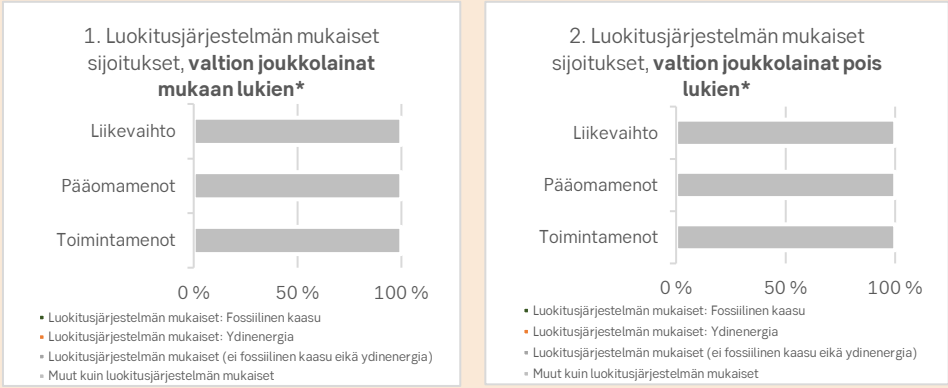 1. Luokitusjärjestelmän mukaiset
sijoitukset, valtion joukkolainat
mukaan lukien*
Liikevaihto
Pääomamenot
Toimintamenot
0 %
50 %
100 %
Luokitusjärjestelmän mukaiset: Fossiilinen kaasu
Luokitusjärjestelmän mukaiset: Ydinenergia
Luokitusjärjestelmän mukaiset (ei fossiilinen kaasu eikä ydinenergia)
Muut kuin luokitusjärjestelmän mukaiset
2. Luokitusjärjestelmän mukaiset
sijoitukset, valtion joukkolainat pois
lukien*
Liikevaihto
Pääomamenot
Toimintamenot
0 %
50 %
100 %
Luokitusjärjestelmän mukaiset: Fossiilinen kaasu
Luokitusjärjestelmän mukaiset: Ydinenergia
Luokitusjärjestelmän mukaiset (ei fossiilinen kaasu eikä ydinenergia)
Muut kuin luokitusjärjestelmän mukaiset